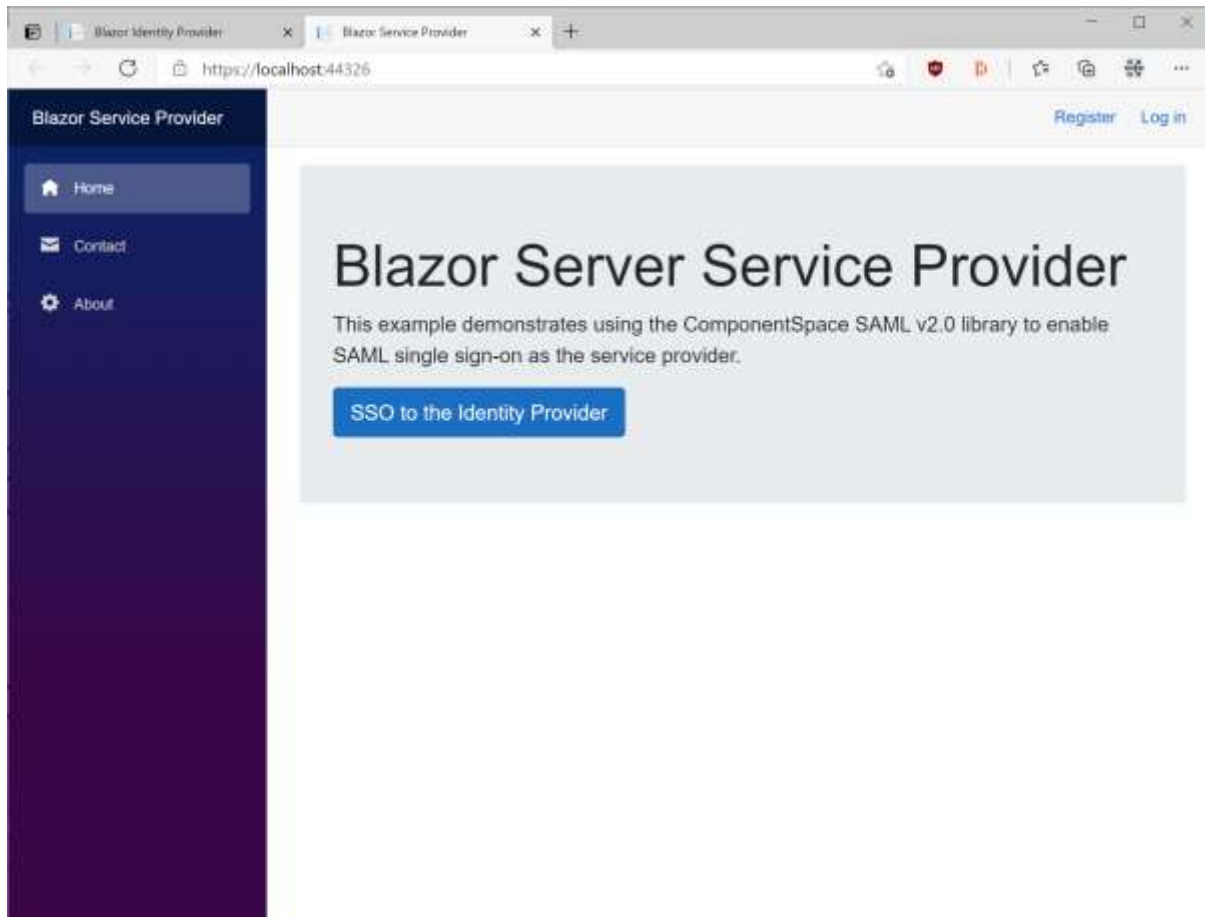 Blazor Identity Provider
Blazor Service Provider
https://localhost:44326
Blazor Service Provider
Register Log in
Home
Contact
About
Blazor Server Service Provider
This example demonstrates using the ComponentSpace SAML v2.0 library to enable
SAML single sign-on as the service provider.
SSO to the Identity Provider